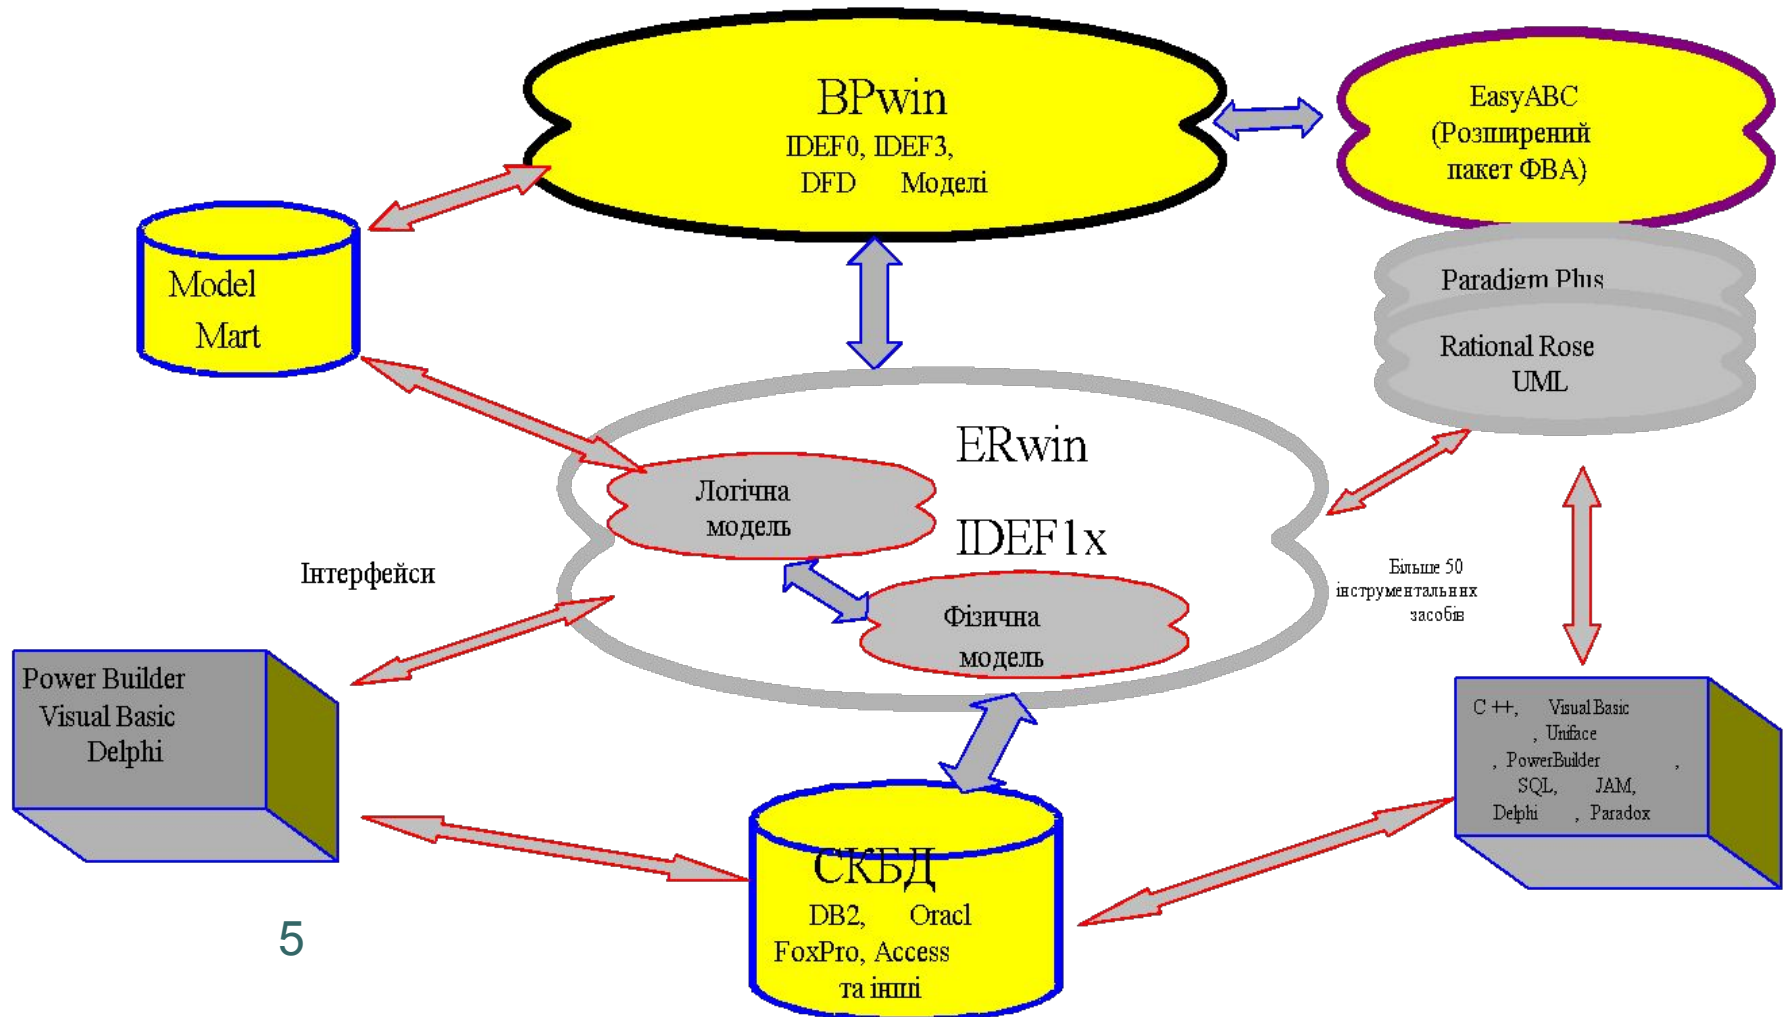 BPwin
IDEF0, IDEF3,
DFD Моделі
EasyABC
(Розширений
пакет ФВА)
Model
Mart
Paradigm Plus
Rational Rose
UML
ERwin
IDEF1x
Логічна
модель
Фізична
модель
Інтерфейси
Більше 50
інструментальних
засобів
Power Builder
Visual Basic
Delphi
C ++, Visual Basic
, Uniface
, PowerBuilder ,
SQL, JAM,
Delphi , Paradox
СКБД
DB2, Oracl
FoxPro, Access
та інші
5